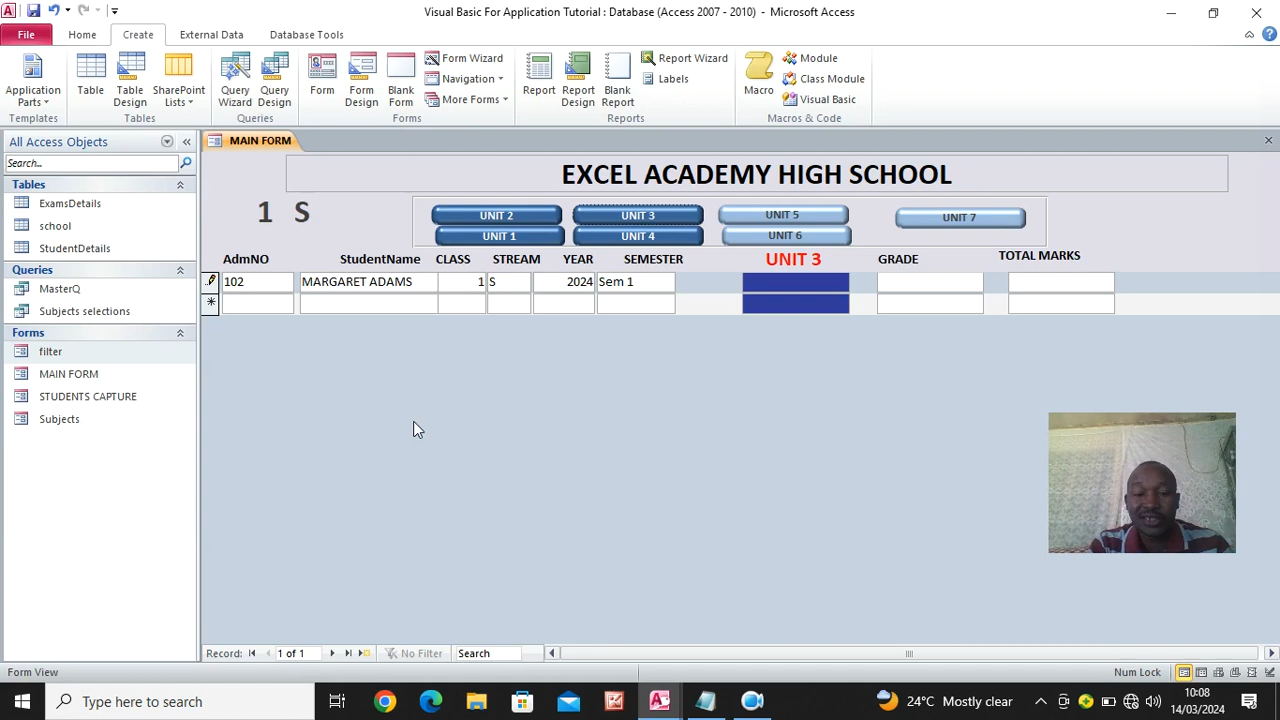 Visual Basic For Application Tutorial : Database (Access 2007 - 2010) - Microsoft Access
File Home Create External Data Database Tools
Application Parts Table Table Design SharePoint Lists Query Wizard Query Design Form Form Design Blank Form Form Wizard Navigation More Forms Report Report Design Blank Report Report Wizard Labels Macro Module Class Module Visual Basic
Templates Tables Queries Forms Reports Macros & Code
All Access Objects
Search...
Tables
ExamsDetails
school
StudentDetails
Queries
MasterQ
Subjects selections
Forms
filter
MAIN FORM
STUDENTS CAPTURE
Subjects
MAIN FORM
EXCEL ACADEMY HIGH SCHOOL
1 S
UNIT 2 UNIT 3 UNIT 5 UNIT 7
UNIT 1 UNIT 4 UNIT 6
AdmNO StudentName CLASS STREAM YEAR SEMESTER UNIT 3 GRADE TOTAL MARKS
102 MARGARET ADAMS 1 S 2024 Sem 1
Record: 1 of 1 No Filter Search
Form View Num Lock
Type here to search 24°C Mostly clear 10:08
14/03/2024